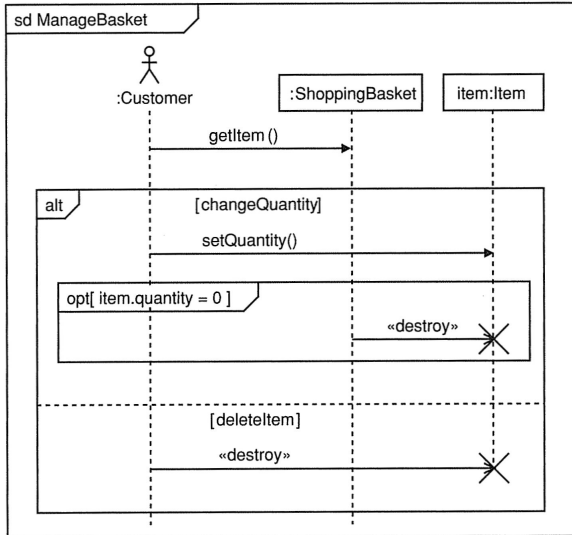 sd ManageBasket
:Customer
:ShoppingBasket
item:Item
getItem ()
alt
[changeQuantity]
setQuantity()
opt[ item.quantity = 0 ]
«destroy»
[deleteItem]
«destroy»